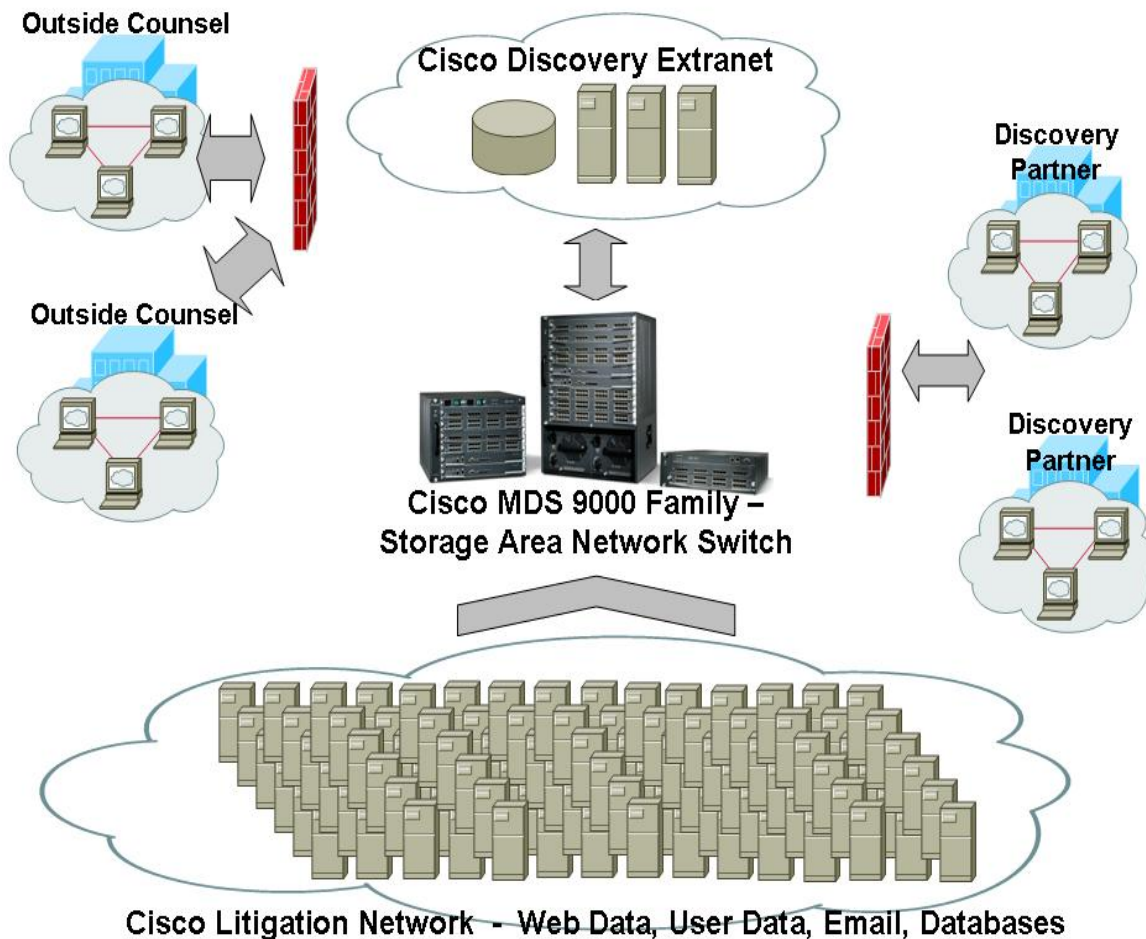 Outside Counsel
Cisco Discovery Extranet
Discovery
Partner
Outside Counsel
Discovery
Partner
Cisco MDS 9000 Family –
Storage Area Network Switch
Cisco Litigation Network - Web Data, User Data, Email, Databases